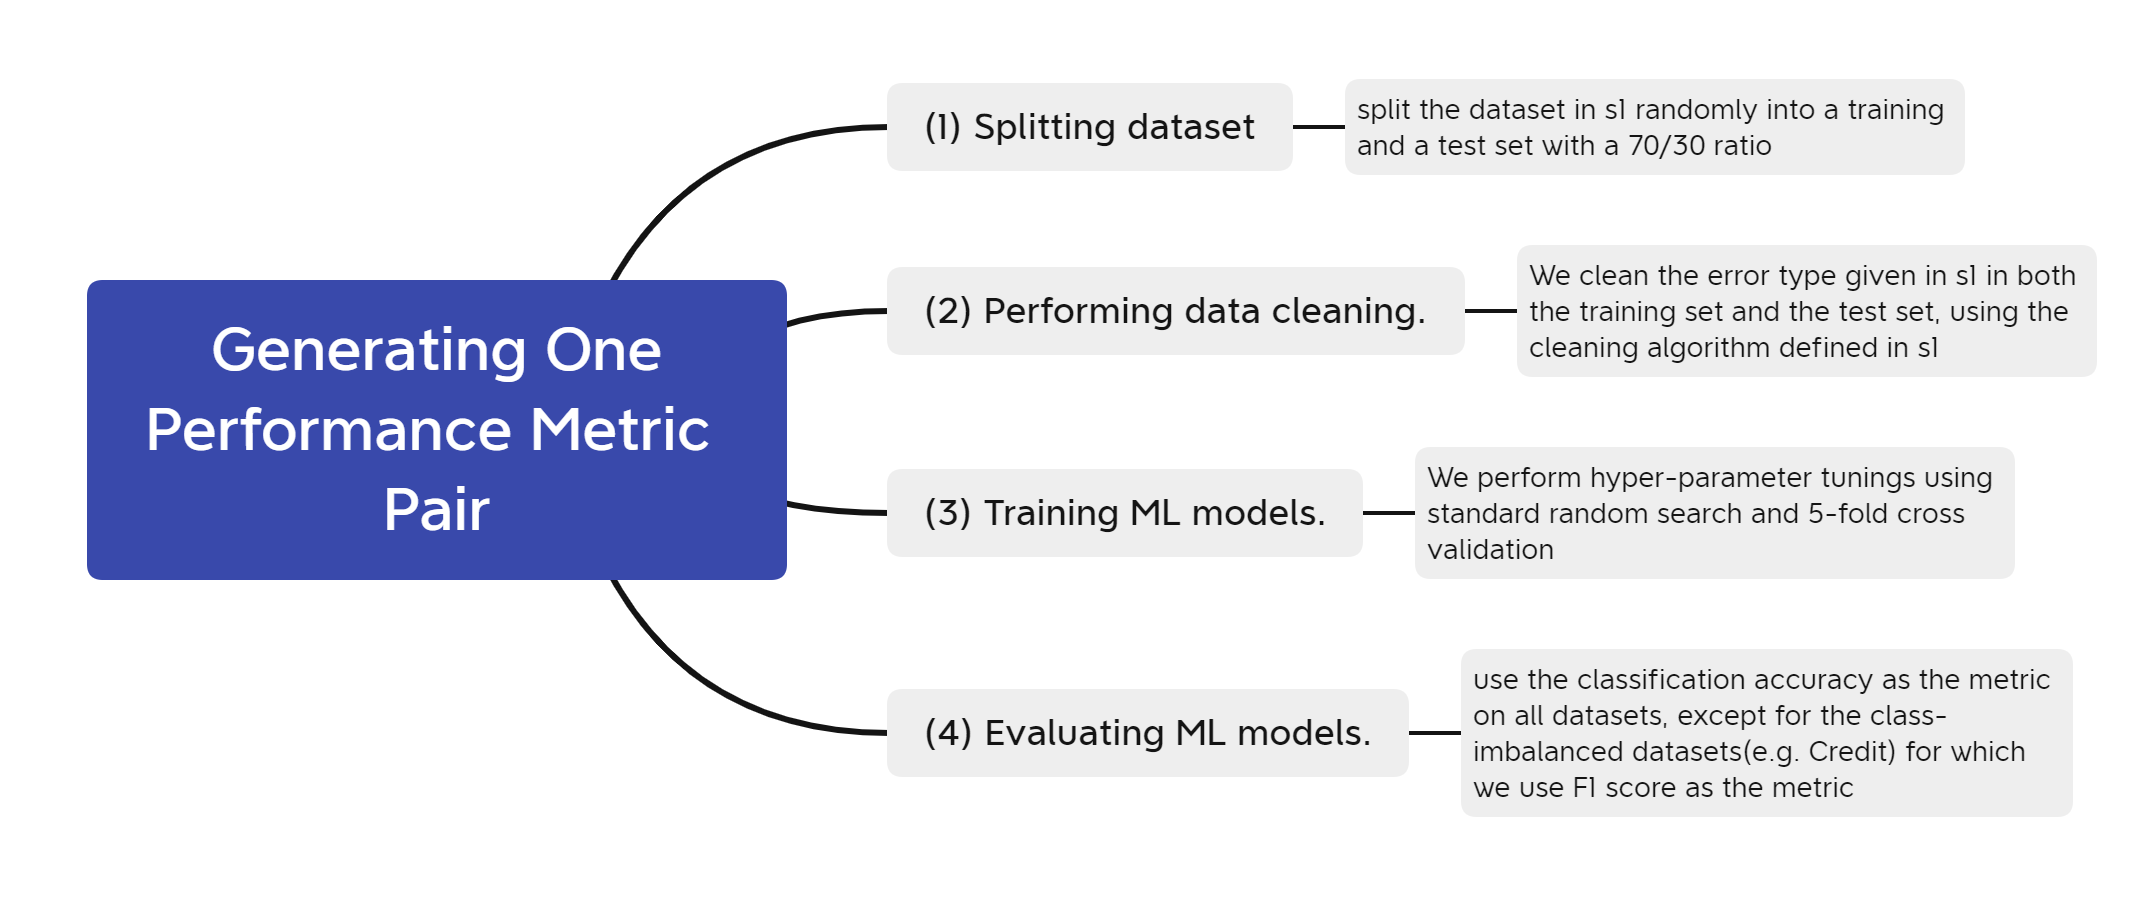 Generating One
Performance Metric
Pair
(1) Splitting dataset
split the dataset in s1 randomly into a training
and a test set with a 70/30 ratio
(2) Performing data cleaning.
We clean the error type given in s1 in both
the training set and the test set, using the
cleaning algorithm defined in s1
(3) Training ML models.
We perform hyper-parameter tunings using
standard random search and 5-fold cross
validation
(4) Evaluating ML models.
use the classification accuracy as the metric
on all datasets, except for the class-
imbalanced datasets(e.g. Credit) for which
we use F1 score as the metric